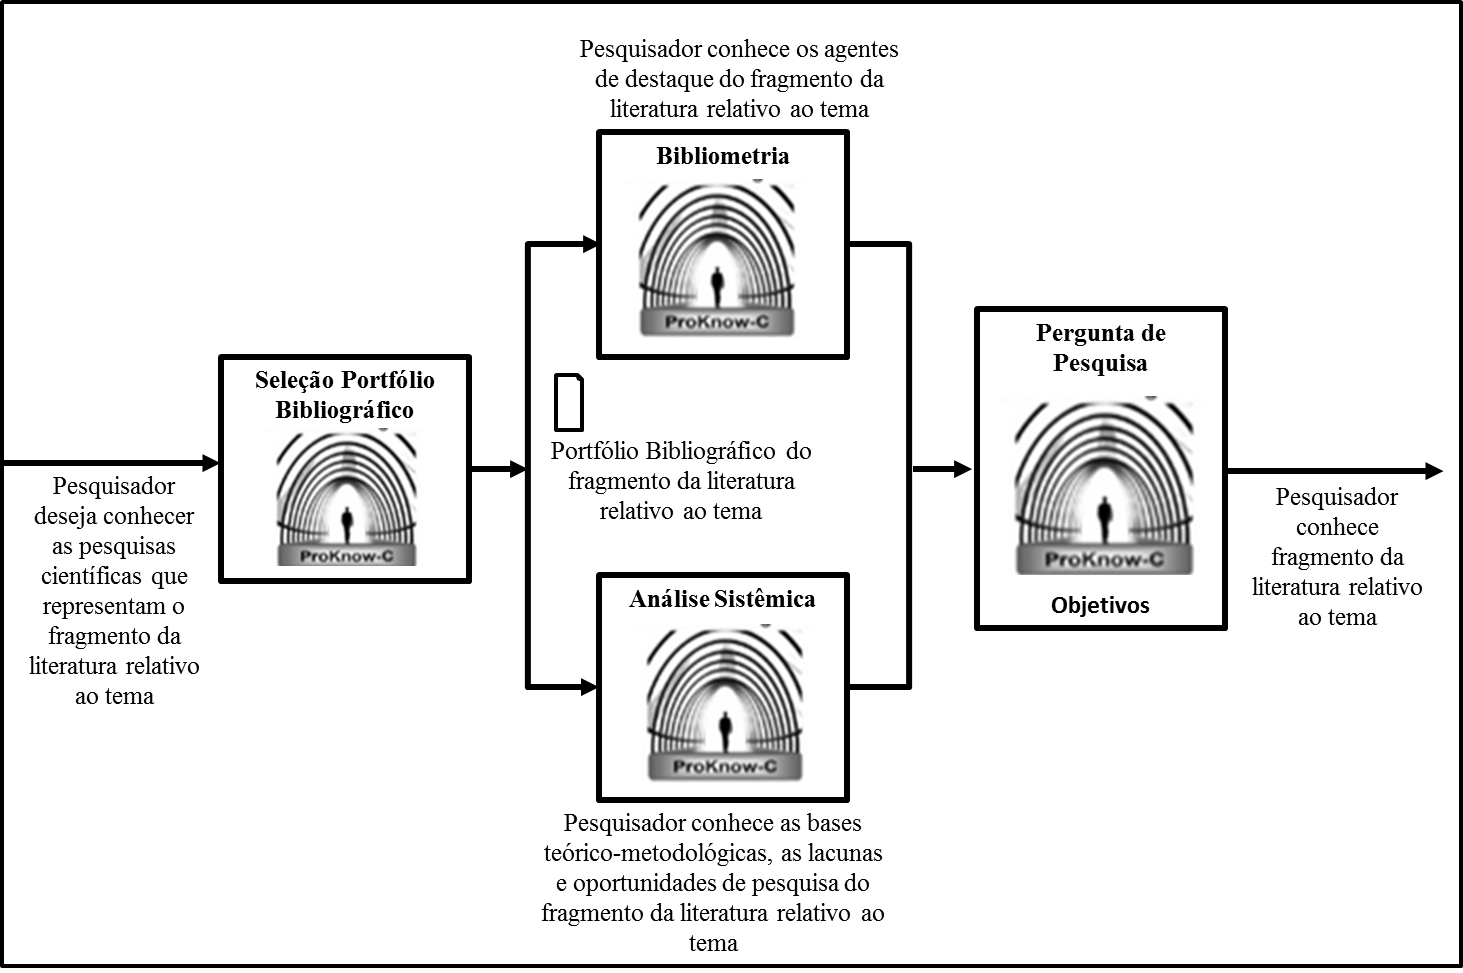 Pesquisador
deseja conhecer
as pesquisas
científicas que
representam o
fragmento da
literatura relativo
ao tema
Seleção Portfólio
Bibliográfico
ProKnow-C
Pesquisador conhece os agentes
de destaque do fragmento da
literatura relativo ao tema
Bibliometria
ProKnow-C
Portfólio Bibliográfico do
fragmento da literatura
relativo ao tema
Análise Sistêmica
ProKnow-C
Pesquisador conhece as bases
teórico-metodológicas, as lacunas
e oportunidades de pesquisa do
fragmento da literatura relativo ao
tema
Pergunta de
Pesquisa
ProKnow-C
Objetivos
Pesquisador
conhece
fragmento da
literatura relativo
ao tema